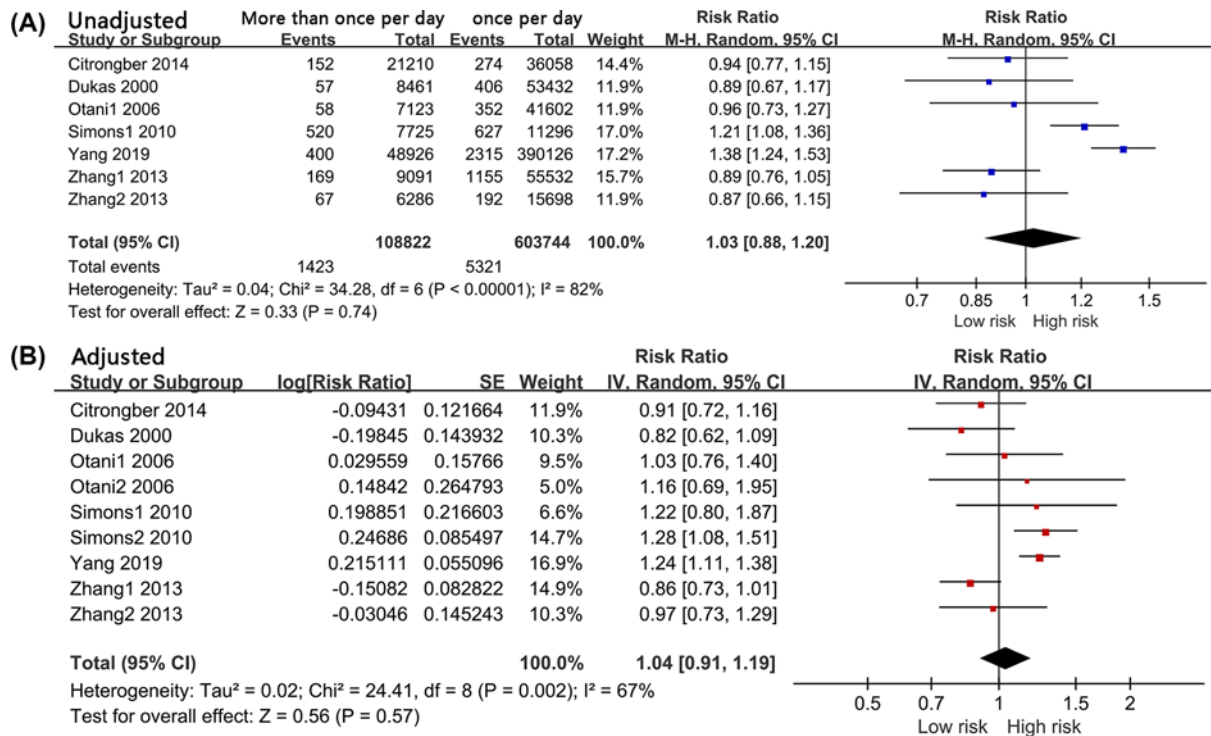 (A) Unadjusted More than once per day once per day Risk Ratio Risk Ratio
Study or Subgroup Events Total Events Total Weight M-H, Random, 95% CI M-H, Random, 95% CI
Citrongber 2014 152 21210 274 36058 14.4% 0.94 [0.77, 1.15]
Dukas 2000 57 8461 406 53432 11.9% 0.89 [0.67, 1.17]
Otani1 2006 58 7123 352 41602 11.9% 0.96 [0.73, 1.27]
Simons1 2010 520 7725 627 11296 17.0% 1.21 [1.08, 1.36]
Yang 2019 400 48926 2315 390126 17.2% 1.38 [1.24, 1.53]
Zhang1 2013 169 9091 1155 55532 15.7% 0.89 [0.76, 1.05]
Zhang2 2013 67 6286 192 15698 11.9% 0.87 [0.66, 1.15]
Total (95% CI) 108822 603744 100.0% 1.03 [0.88, 1.20]
Total events 1423 5321
Heterogeneity: Tau² = 0.04; Chi² = 34.28, df = 6 (P < 0.00001); I² = 82%
Test for overall effect: Z = 0.33 (P = 0.74)
0.7 0.85 1 1.2 1.5
Low risk High risk
(B) Adjusted Risk Ratio Risk Ratio
Study or Subgroup log[Risk Ratio] SE Weight IV, Random, 95% CI IV, Random, 95% CI
Citrongber 2014 -0.09431 0.121664 11.9% 0.91 [0.72, 1.16]
Dukas 2000 -0.19845 0.143932 10.3% 0.82 [0.62, 1.09]
Otani1 2006 0.029559 0.15766 9.5% 1.03 [0.76, 1.40]
Otani2 2006 0.14842 0.264793 5.0% 1.16 [0.69, 1.95]
Simons1 2010 0.198851 0.216603 6.6% 1.22 [0.80, 1.87]
Simons2 2010 0.24686 0.085497 14.7% 1.28 [1.08, 1.51]
Yang 2019 0.215111 0.055096 16.9% 1.24 [1.11, 1.38]
Zhang1 2013 -0.15082 0.082822 14.9% 0.86 [0.73, 1.01]
Zhang2 2013 -0.03046 0.145243 10.3% 0.97 [0.73, 1.29]
Total (95% CI) 100.0% 1.04 [0.91, 1.19]
Heterogeneity: Tau² = 0.02; Chi² = 24.41, df = 8 (P = 0.002); I² = 67%
Test for overall effect: Z = 0.56 (P = 0.57)
0.5 0.7 1 1.5 2
Low risk High risk